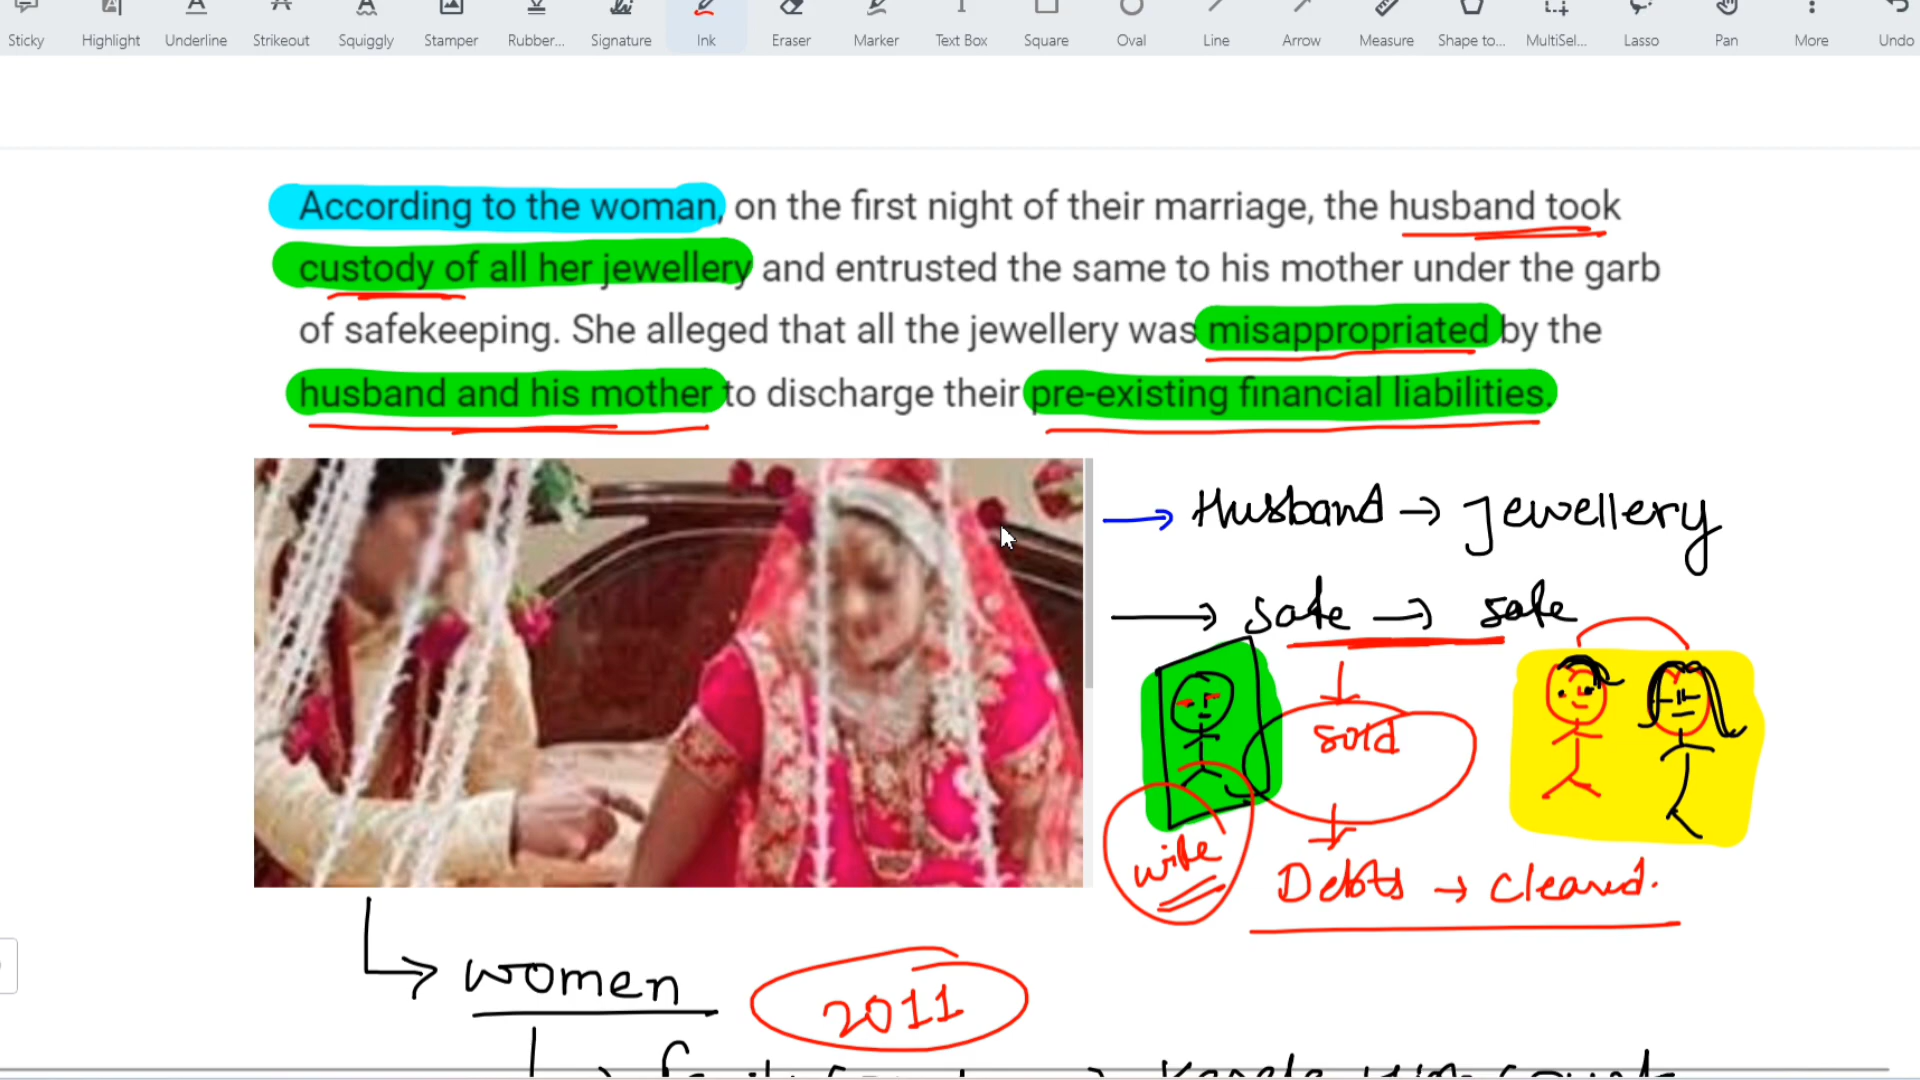 Sticky Highlight Underline Strikeout Squiggly Stamper Rubber... Signature Ink Eraser Marker Text Box Square Oval Line Arrow Measure Shape to... MultiSel... Lasso Pan More Undo
According to the woman, on the first night of their marriage, the husband took
custody of all her jewellery and entrusted the same to his mother under the garb
of safekeeping. She alleged that all the jewellery was misappropriated by the
husband and his mother to discharge their pre-existing financial liabilities.
→ Husband → Jewellery
→ safe → safe
sold
wife
Debts → Cleared.
women
2011